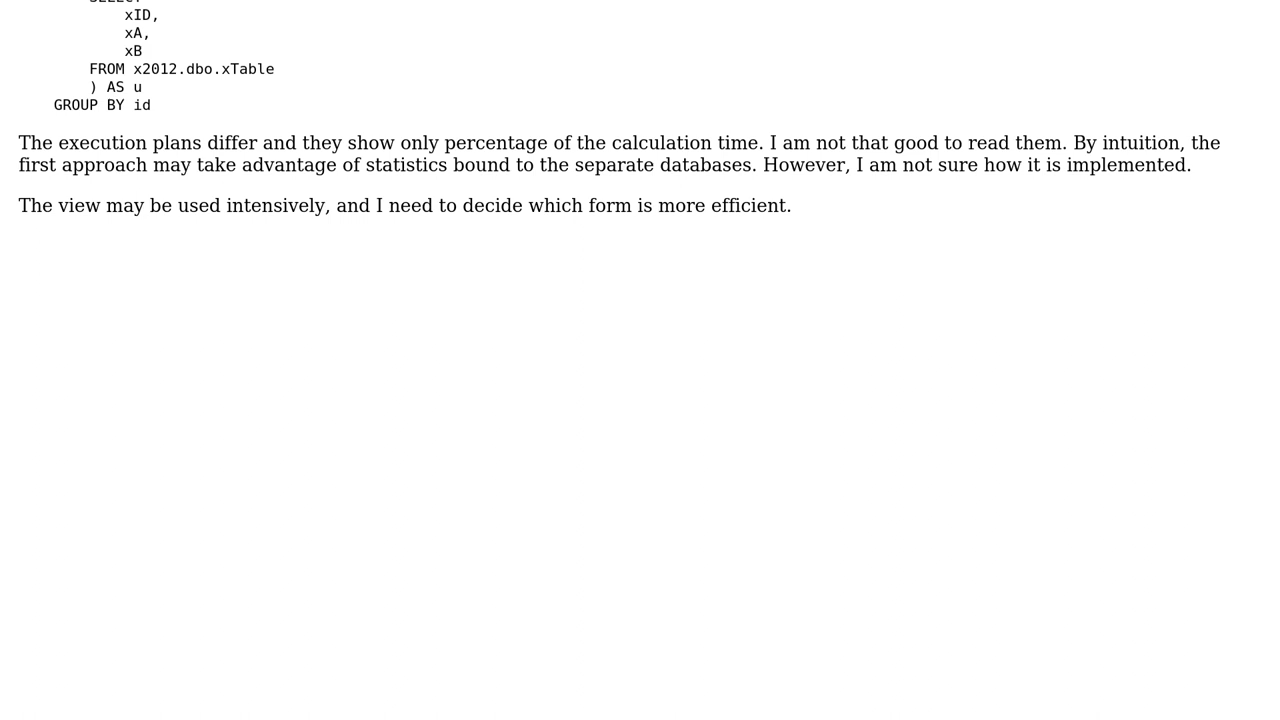 xID,
xA,
xB
FROM x2012.dbo.xTable
) AS u
GROUP BY id
The execution plans differ and they show only percentage of the calculation time. I am not that good to read them. By intuition, the
first approach may take advantage of statistics bound to the separate databases. However, I am not sure how it is implemented.
The view may be used intensively, and I need to decide which form is more efficient.